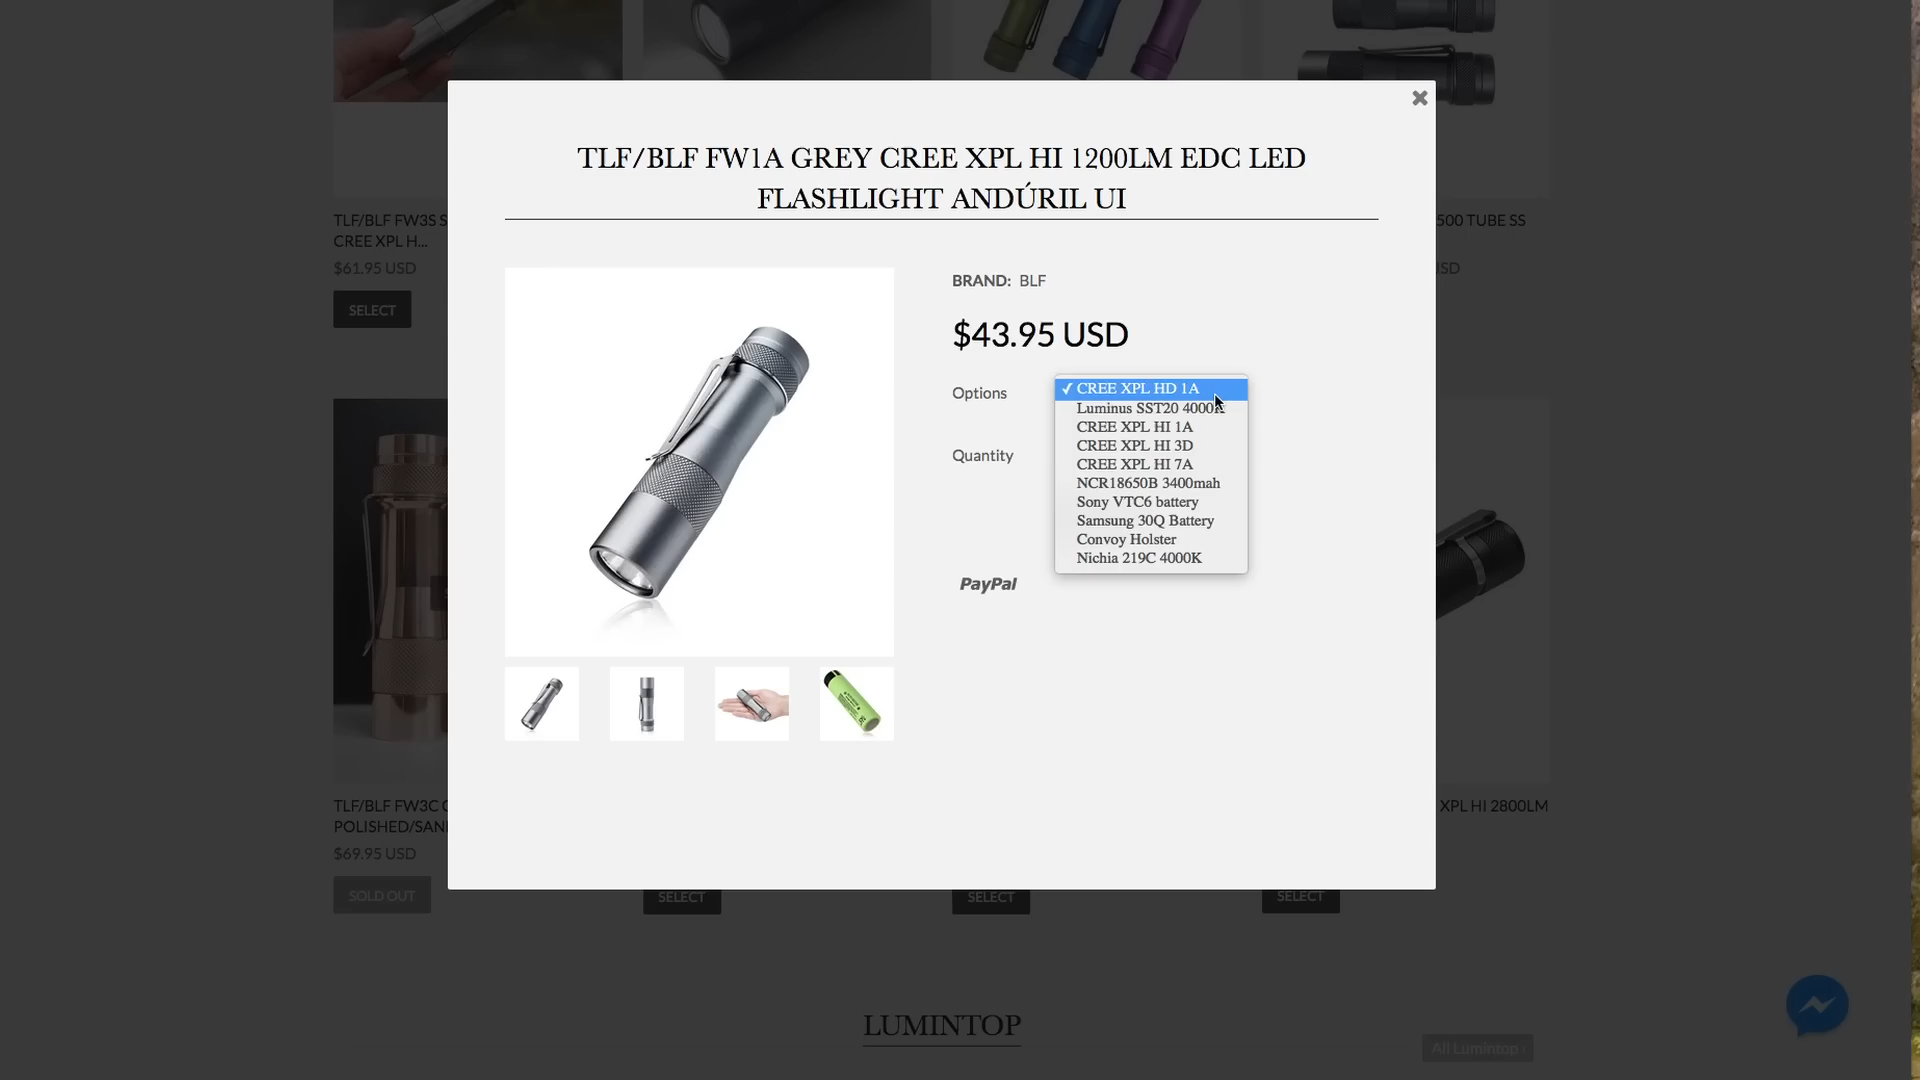 TLF/BLF FW1A GREY CREE XPL HI 1200LM EDC LED
FLASHLIGHT ANDÚRIL UI
BRAND: BLF
$43.95 USD
Options
✓ CREE XPL HD 1A
Luminus SST20 4000K
CREE XPL HI 1A
CREE XPL HI 3D
CREE XPL HI 7A
NCR18650B 3400mah
Sony VTC6 battery
Samsung 30Q Battery
Convoy Holster
Nichia 219C 4000K
Quantity
PayPal
TLF/BLF FW3S S
CREE XPL H...
$61.95 USD
SELECT
500 TUBE SS
SD
TLF/BLF FW3C
POLISHED/SAN
$69.95 USD
SOLD OUT
SELECT
SELECT
XPL HI 2800LM
SELECT
LUMINTOP
All Lumintop ›